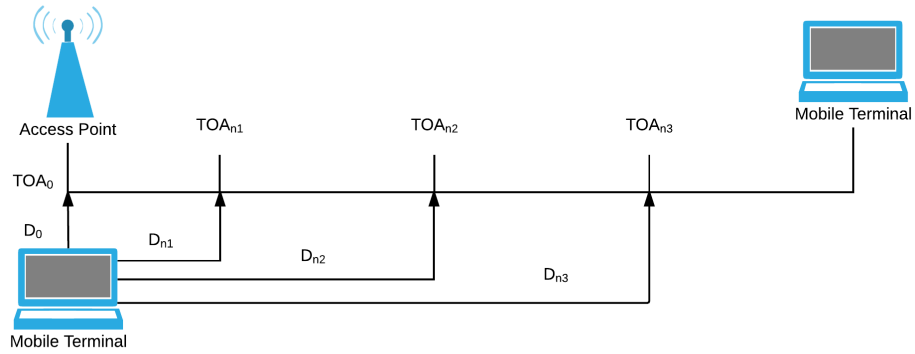 Access Point
TOAn1
TOAn2
TOAn3
Mobile Terminal
TOA0
D0
Dn1
Dn2
Dn3
Mobile Terminal